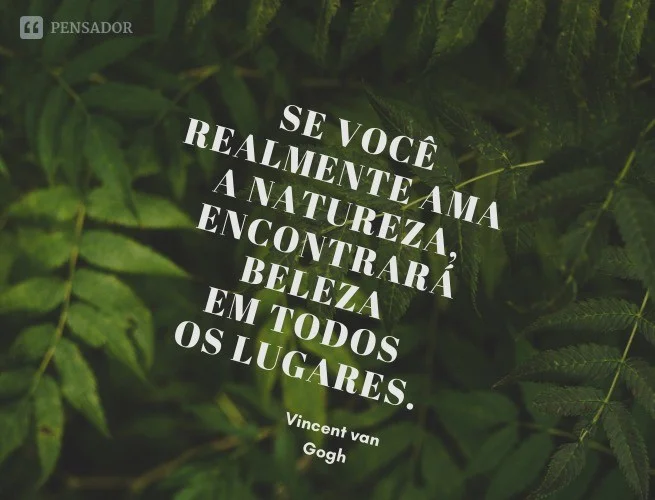 PENSADOR
SE VOCÊ
REALMENTE AMA
A NATUREZA,
ENCONTRARÁ
BELEZA
EM TODOS
OS LUGARES.
Vincent van
Gogh